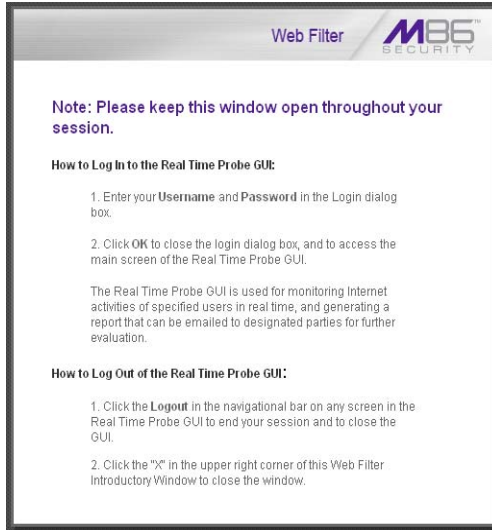 Web Filter
M86™
SECURITY
Note: Please keep this window open throughout your
session.
How to Log In to the Real Time Probe GUI:
1. Enter your Username and Password in the Login dialog
box.
2. Click OK to close the login dialog box, and to access the
main screen of the Real Time Probe GUI.
The Real Time Probe GUI is used for monitoring Internet
activities of specified users in real time, and generating a
report that can be emailed to designated parties for further
evaluation.
How to Log Out of the Real Time Probe GUI:
1. Click the Logout in the navigational bar on any screen in the
Real Time Probe GUI to end your session and to close the
GUI.
2. Click the "X" in the upper right corner of this Web Filter
Introductory Window to close the window.